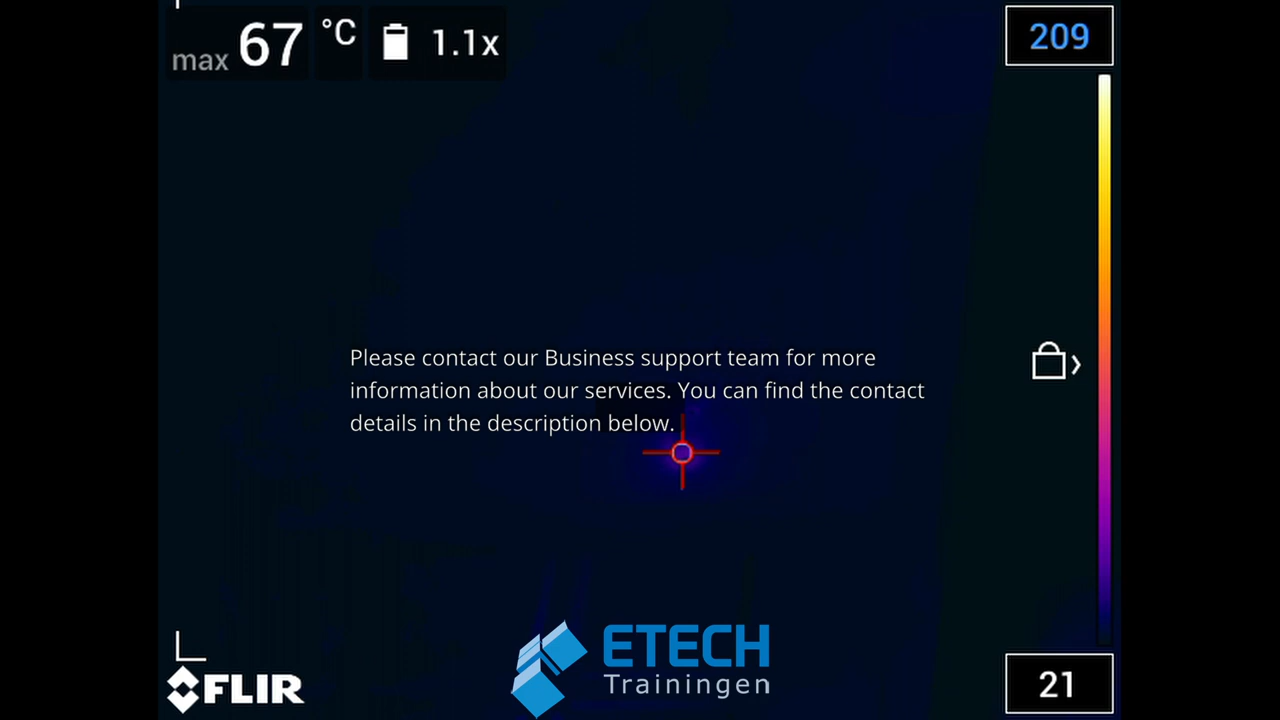 max 67 °C 1.1x
209
Please contact our Business support team for more
information about our services. You can find the contact
details in the description below.
21
FLIR
ETECH
Trainingen